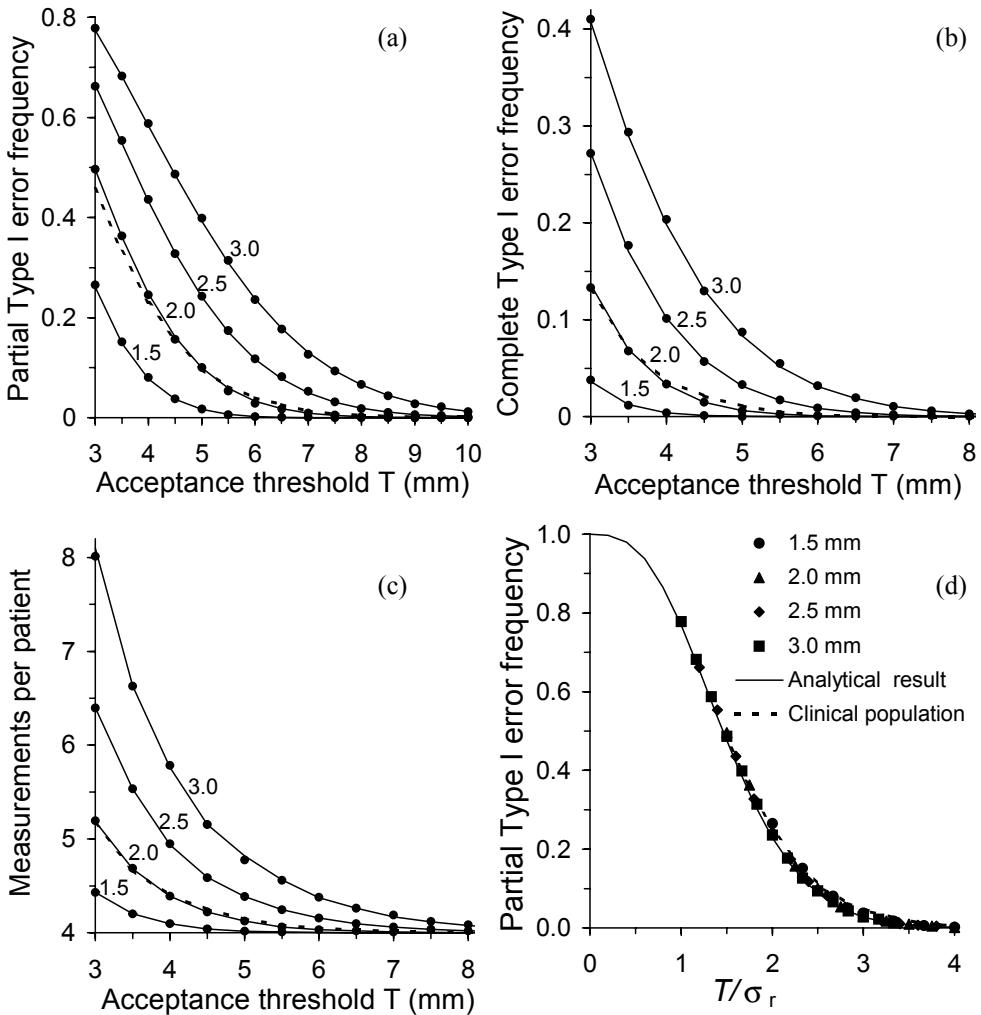 (a)
Partial Type I error frequency
0.8
0.6
0.4
0.2
0
3.0
2.5
2.0
1.5
3 4 5 6 7 8 9 10
Acceptance threshold T (mm)
(b)
Complete Type I error frequency
0.4
0.3
0.2
0.1
0
3.0
2.5
2.0
1.5
3 4 5 6 7 8
Acceptance threshold T (mm)
(c)
Measurements per patient
8
7
6
5
4
3.0
2.5
2.0
1.5
3 4 5 6 7 8
Acceptance threshold T (mm)
(d)
Partial Type I error frequency
1.0
0.8
0.6
0.4
0.2
0.0
1.5 mm
2.0 mm
2.5 mm
3.0 mm
Analytical result
Clinical population
0 1 2 3 4
T/σ r